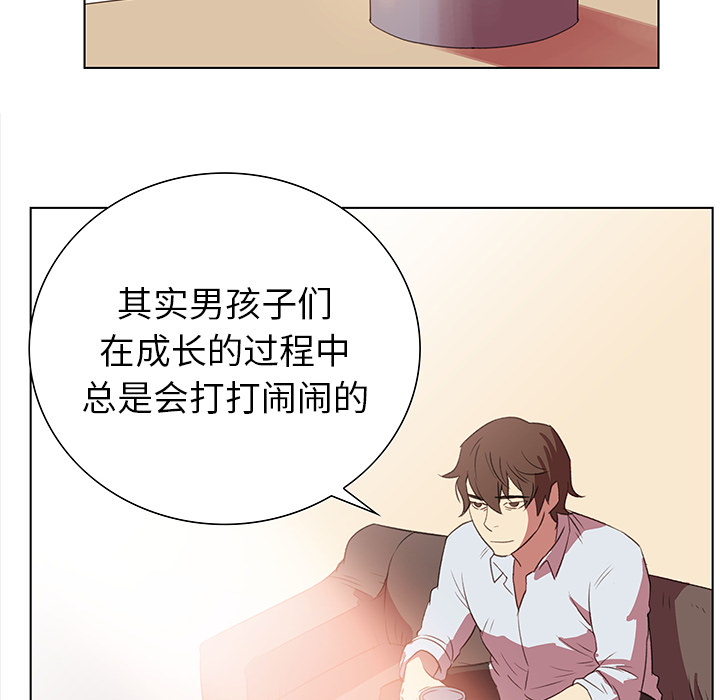 其实男孩子们
在成长的过程中
总是会打打闹闹的